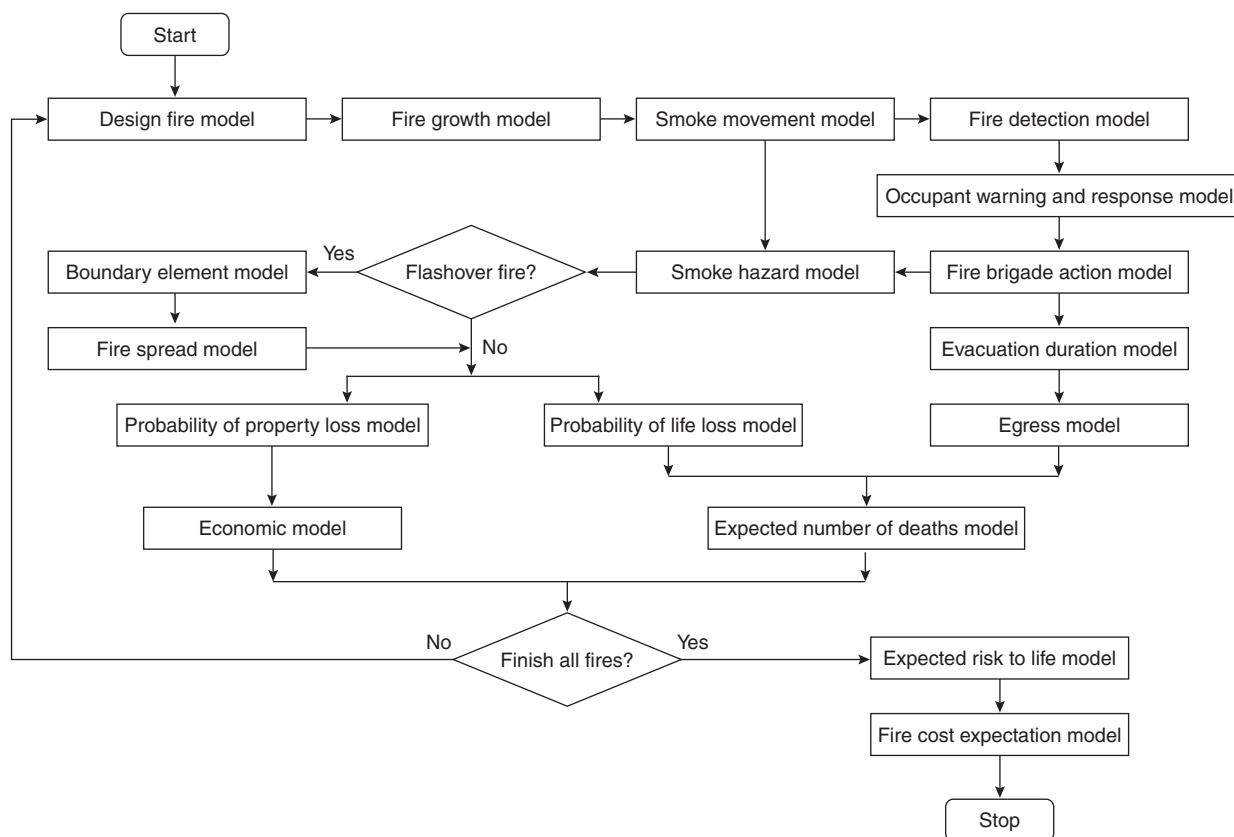 Start
Design fire model
Fire growth model
Smoke movement model
Fire detection model
Occupant warning and response model
Yes
Boundary element model
Flashover fire?
Smoke hazard model
Fire brigade action model
Fire spread model
No
Evacuation duration model
Probability of property loss model
Probability of life loss model
Egress model
Economic model
Expected number of deaths model
No
Finish all fires?
Yes
Expected risk to life model
Fire cost expectation model
Stop